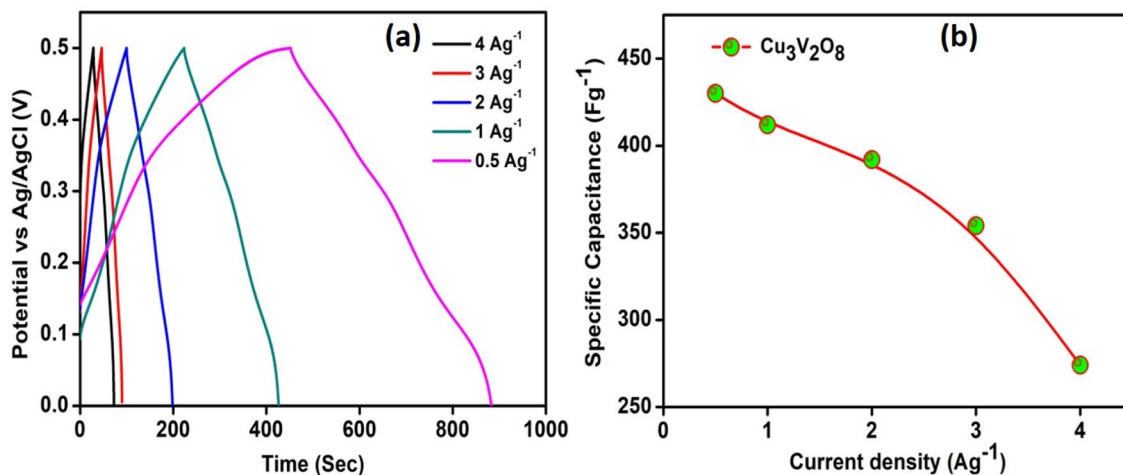 (a)
4 Ag⁻¹
3 Ag⁻¹
2 Ag⁻¹
1 Ag⁻¹
0.5 Ag⁻¹
Potential vs Ag/AgCl (V)
0.5
0.4
0.3
0.2
0.1
0.0
0 200 400 600 800 1000
Time (Sec)
(b)
Cu₃V₂O₈
Specific Capacitance (Fg⁻¹)
450
400
350
300
250
0 1 2 3 4
Current density (Ag⁻¹)